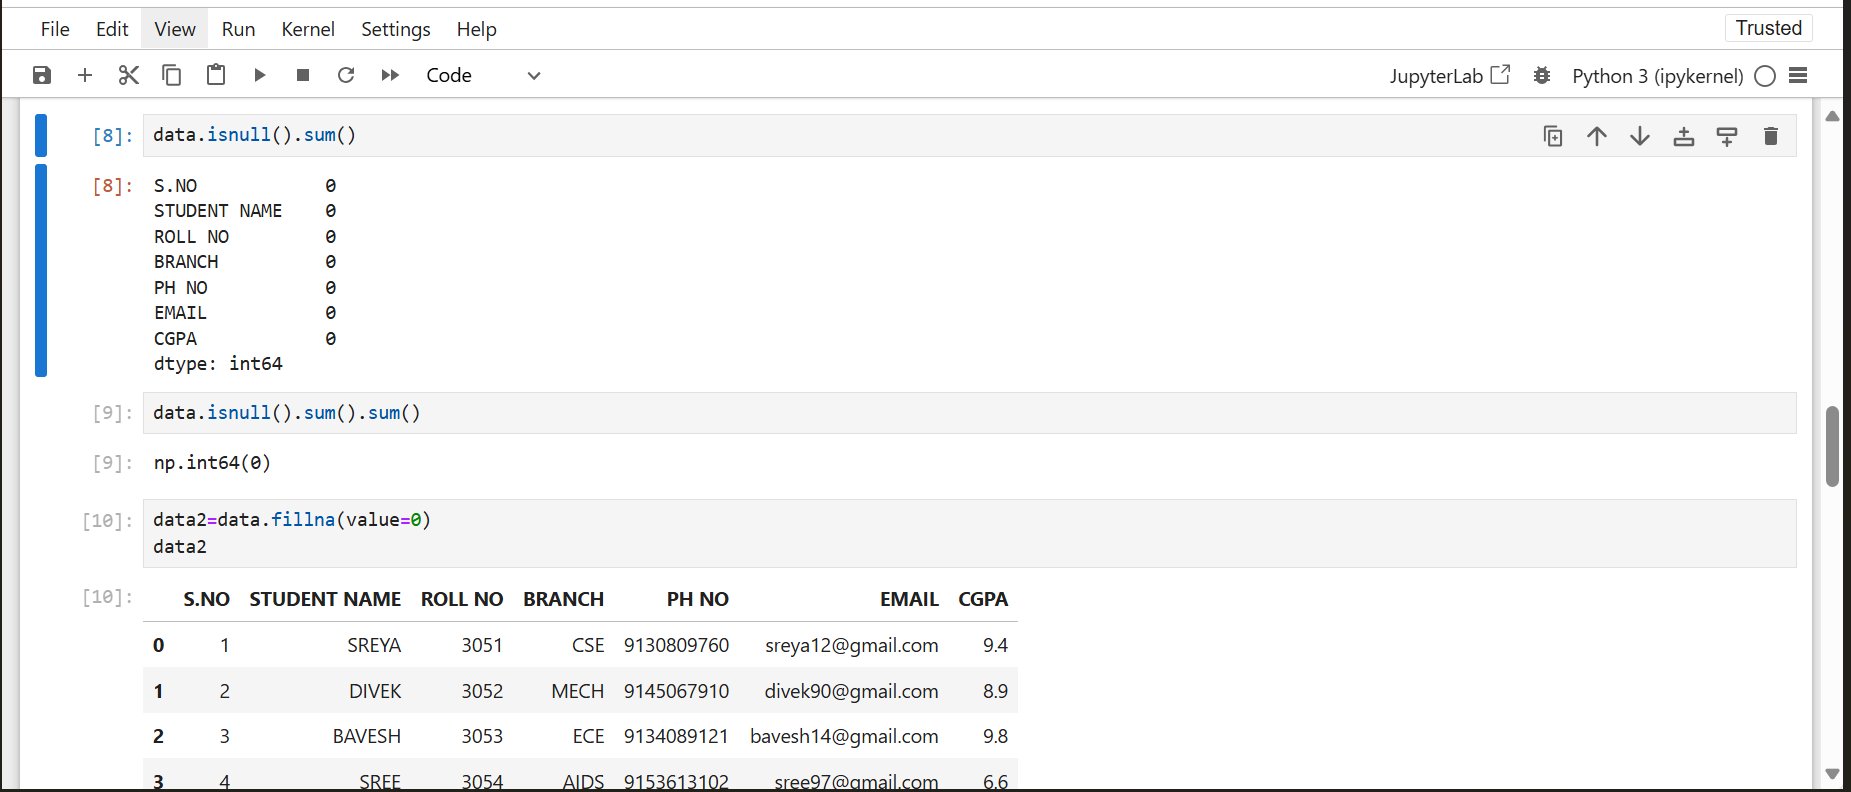 File Edit View Run Kernel Settings Help Trusted
Code JupyterLab Python 3 (ipykernel)
[8]: data.isnull().sum()
[8]: S.NO 0
STUDENT NAME 0
ROLL NO 0
BRANCH 0
PH NO 0
EMAIL 0
CGPA 0
dtype: int64
[9]: data.isnull().sum().sum()
[9]: np.int64(0)
[10]: data2=data.fillna(value=0)
data2
[10]: S.NO STUDENT NAME ROLL NO BRANCH PH NO EMAIL CGPA
0 1 SREYA 3051 CSE 9130809760 sreya12@gmail.com 9.4
1 2 DIVEK 3052 MECH 9145067910 divek90@gmail.com 8.9
2 3 BAVESH 3053 ECE 9134089121 bavesh14@gmail.com 9.8
3 4 SREE 3054 AIDS 9153613102 sree97@gmail.com 6.6